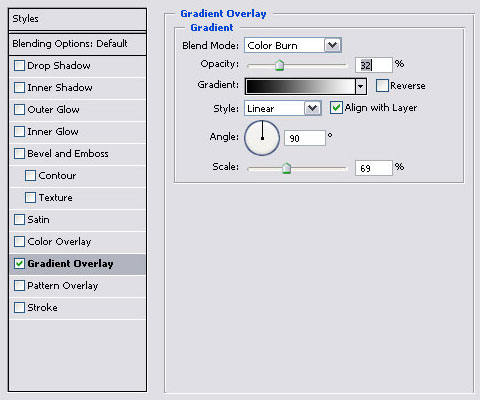 Styles
Blending Options: Default
Drop Shadow
Inner Shadow
Outer Glow
Inner Glow
Bevel and Emboss
Contour
Texture
Satin
Color Overlay
Gradient Overlay
Pattern Overlay
Stroke
Gradient Overlay
Gradient
Blend Mode: Color Burn
Opacity: 32 %
Gradient: Reverse
Style: Linear Align with Layer
Angle: 90 °
Scale: 69 %